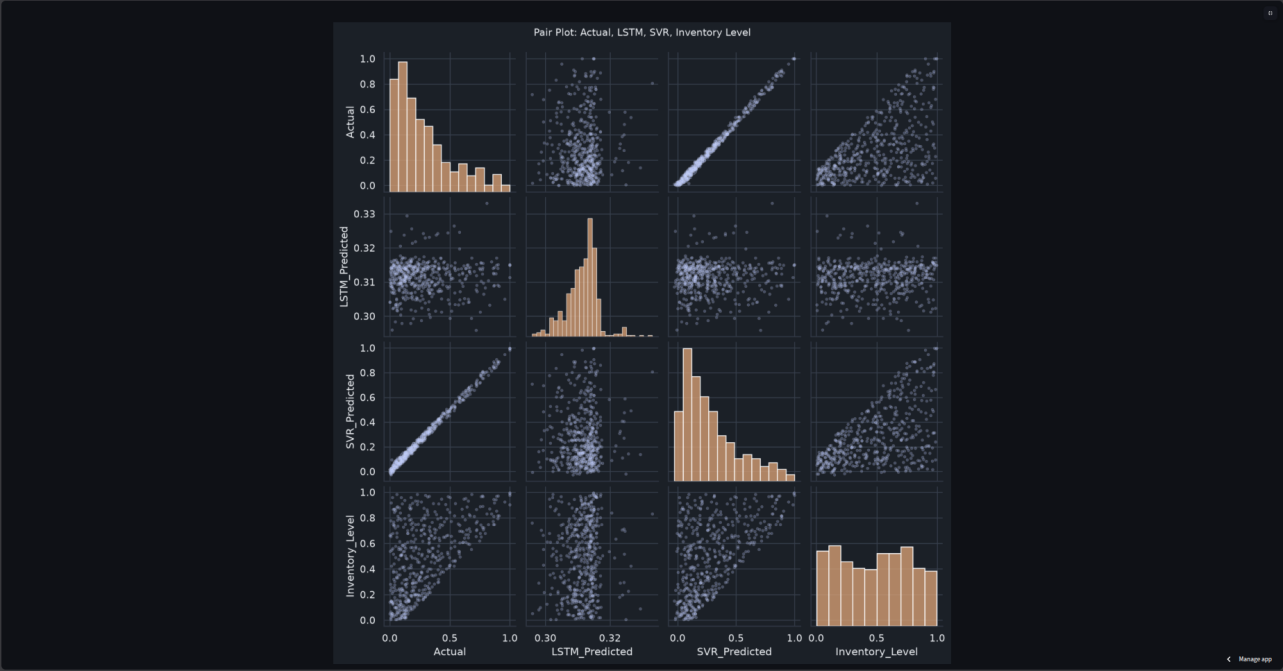 Pair Plot: Actual, LSTM, SVR, Inventory Level
1.0
0.8
0.6
0.4
0.2
0.0
Actual
0.33
0.32
0.31
0.30
LSTM_Predicted
1.0
0.8
0.6
0.4
0.2
0.0
SVR_Predicted
1.0
0.8
0.6
0.4
0.2
0.0
Inventory_Level
0.0 0.5 1.0 0.30 0.32 0.0 0.5 1.0 0.0 0.5 1.0
Actual LSTM_Predicted SVR_Predicted Inventory_Level
Manage app